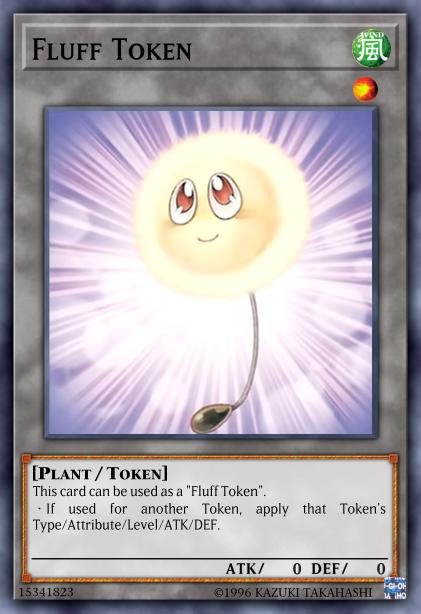 FLUFF TOKEN
WIND
風
[PLANT / TOKEN]
This card can be used as a "Fluff Token".
・If used for another Token, apply that Token's
Type/Attribute/Level/ATK/DEF.
ATK/ 0 DEF/ 0
15341823 ©1996 KAZUKI TAKAHASHI